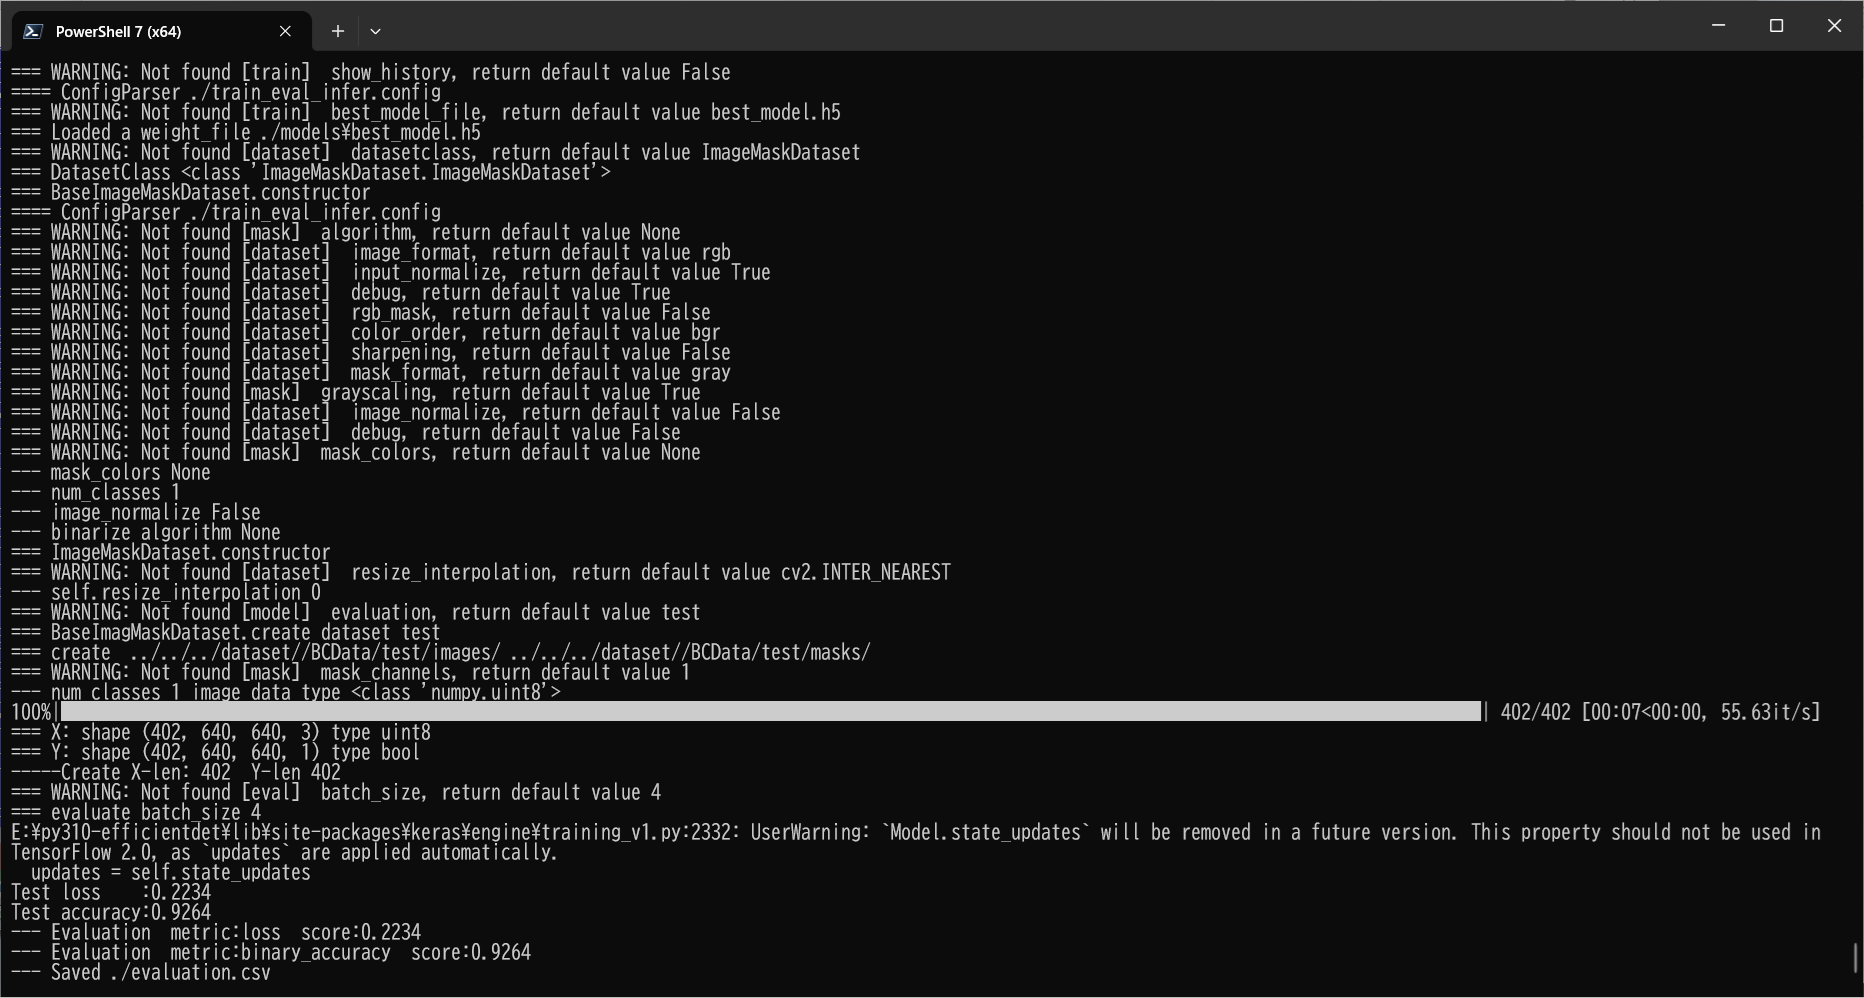 PowerShell 7 (x64)
=== WARNING: Not found [train]  show_history, return default value False
==== ConfigParser ./train_eval_infer.config
=== WARNING: Not found [train]  best_model_file, return default value best_model.h5
=== Loaded a weight_file ./models¥best_model.h5
=== WARNING: Not found [dataset]  datasetclass, return default value ImageMaskDataset
=== DatasetClass <class 'ImageMaskDataset.ImageMaskDataset'>
=== BaseImageMaskDataset.constructor
==== ConfigParser ./train_eval_infer.config
=== WARNING: Not found [mask]  algorithm, return default value None
=== WARNING: Not found [dataset]  image_format, return default value rgb
=== WARNING: Not found [dataset]  input_normalize, return default value True
=== WARNING: Not found [dataset]  debug, return default value True
=== WARNING: Not found [dataset]  rgb_mask, return default value False
=== WARNING: Not found [dataset]  color_order, return default value bgr
=== WARNING: Not found [dataset]  sharpening, return default value False
=== WARNING: Not found [dataset]  mask_format, return default value gray
=== WARNING: Not found [mask]  grayscaling, return default value True
=== WARNING: Not found [dataset]  image_normalize, return default value False
=== WARNING: Not found [dataset]  debug, return default value False
=== WARNING: Not found [mask]  mask_colors, return default value None
--- mask_colors None
--- num_classes 1
--- image_normalize False
--- binarize algorithm None
=== ImageMaskDataset.constructor
=== WARNING: Not found [dataset]  resize_interpolation, return default value cv2.INTER_NEAREST
--- self.resize_interpolation 0
=== WARNING: Not found [model]  evaluation, return default value test
=== BaseImagMaskDataset.create dataset test
=== create  ../../../dataset//BCData/test/images/ ../../../dataset//BCData/test/masks/
=== WARNING: Not found [mask]  mask_channels, return default value 1
--- num classes 1 image data type <class 'numpy.uint8'>
100%| | 402/402 [00:07<00:00, 55.63it/s]
=== X: shape (402, 640, 640, 3) type uint8
=== Y: shape (402, 640, 640, 1) type bool
-----Create X-len: 402  Y-len 402
=== WARNING: Not found [eval]  batch_size, return default value 4
=== evaluate batch_size 4
E:¥py310-efficientdet¥lib¥site-packages¥keras¥engine¥training_v1.py:2332: UserWarning: `Model.state_updates` will be removed in a future version. This property should not be used in
TensorFlow 2.0, as `updates` are applied automatically.
  updates = self.state_updates
Test loss    :0.2234
Test accuracy:0.9264
--- Evaluation  metric:loss  score:0.2234
--- Evaluation  metric:binary_accuracy  score:0.9264
--- Saved ./evaluation.csv